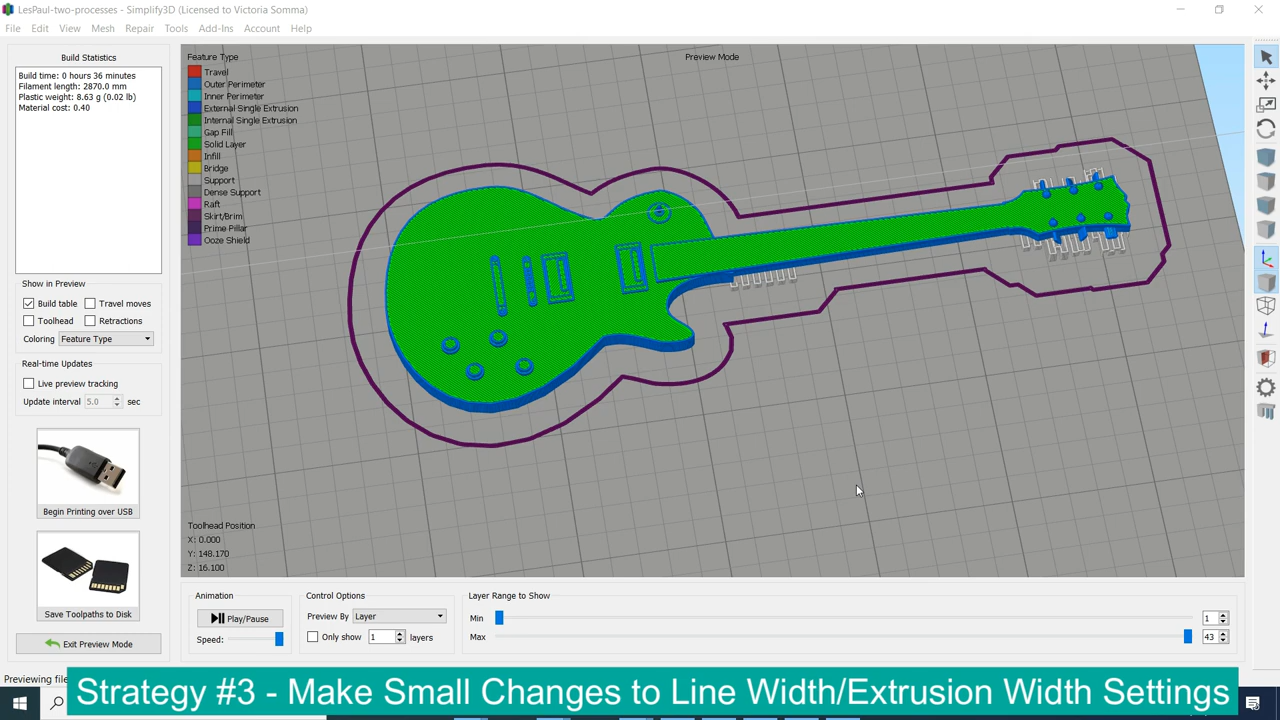 LesPaul-two-processes - Simplify3D (Licensed to Victoria Somma)
File Edit View Mesh Repair Tools Add-Ins Account Help
Build Statistics
Build time: 0 hours 36 minutes
Filament length: 2870.0 mm
Plastic weight: 8.63 g (0.02 lb)
Material cost: 0.40
Show in Preview
Build table Travel moves
Toolhead Retractions
Coloring Feature Type
Real-time Updates
Live preview tracking
Update interval 5.0 sec
Begin Printing over USB
Save Toolpaths to Disk
Exit Preview Mode
Feature Type
Travel
Outer Perimeter
Inner Perimeter
External Single Extrusion
Internal Single Extrusion
Gap Fill
Solid Layer
Infill
Bridge
Support
Dense Support
Raft
Skirt/Brim
Prime Pillar
Ooze Shield
Preview Mode
Toolhead Position
X: 0.000
Y: 148.170
Z: 16.100
Animation
Play/Pause
Speed:
Control Options
Preview By Layer
Only show 1 layers
Layer Range to Show
Min 1
Max 43
Previewing file
Strategy #3 - Make Small Changes to Line Width/Extrusion Width Settings